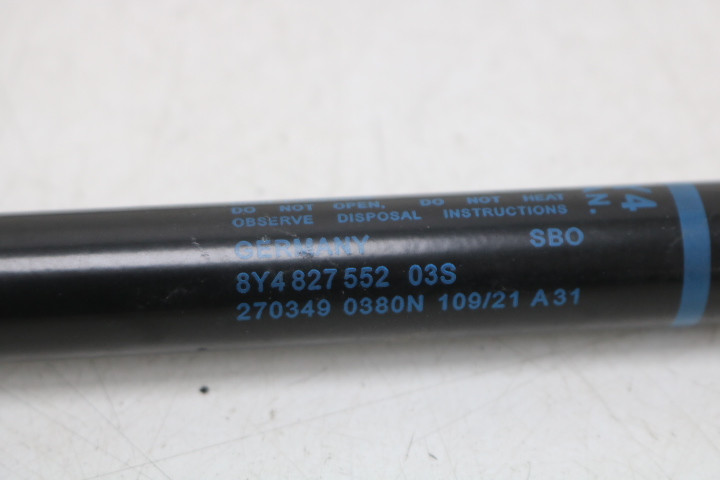 DO NOT OPEN, DO NOT HEAT
OBSERVE DISPOSAL INSTRUCTIONS
GERMANY SBO
8Y4 827 552 03S
270349 0380N 109/21 A31